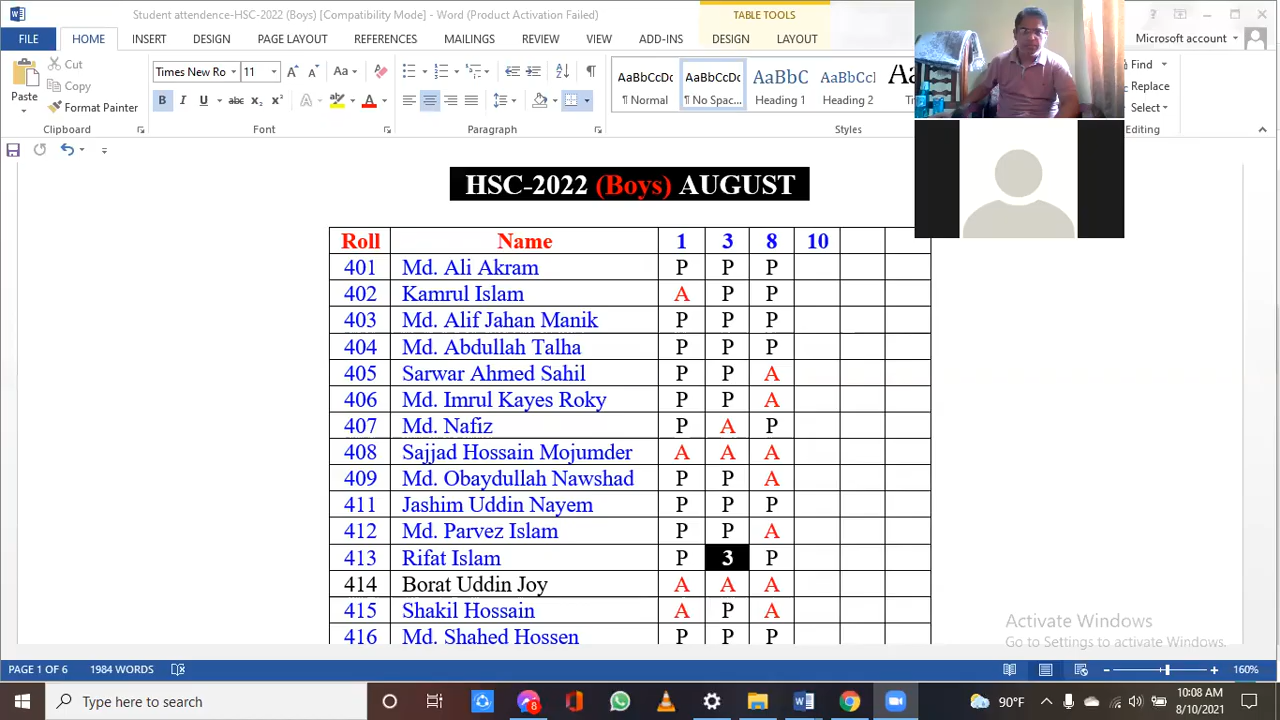 Student attendence-HSC-2022 (Boys) [Compatibility Mode] - Word (Product Activation Failed)
TABLE TOOLS
FILE HOME INSERT DESIGN PAGE LAYOUT REFERENCES MAILINGS REVIEW VIEW ADD-INS DESIGN LAYOUT Microsoft account
Cut
Copy
Paste
Format Painter
Times New Ro 11
AaBbCcDc AaBbCcDc AaBbC AaBbCcI
¶ Normal ¶ No Spac... Heading 1 Heading 2
Find
Replace
Select
Clipboard Font Paragraph Styles Editing
HSC-2022 (Boys) AUGUST
Roll Name 1 3 8 10
401 Md. Ali Akram P P P
402 Kamrul Islam A P P
403 Md. Alif Jahan Manik P P P
404 Md. Abdullah Talha P P P
405 Sarwar Ahmed Sahil P P A
406 Md. Imrul Kayes Roky P P A
407 Md. Nafiz P A P
408 Sajjad Hossain Mojumder A A A
409 Md. Obaydullah Nawshad P P A
411 Jashim Uddin Nayem P P P
412 Md. Parvez Islam P P A
413 Rifat Islam P 3 P
414 Borat Uddin Joy A A A
415 Shakil Hossain A P A
416 Md. Shahed Hossen P P P
Activate Windows
Go to Settings to activate Windows.
PAGE 1 OF 6 1984 WORDS 160%
Type here to search
8
90°F
10:08 AM
8/10/2021